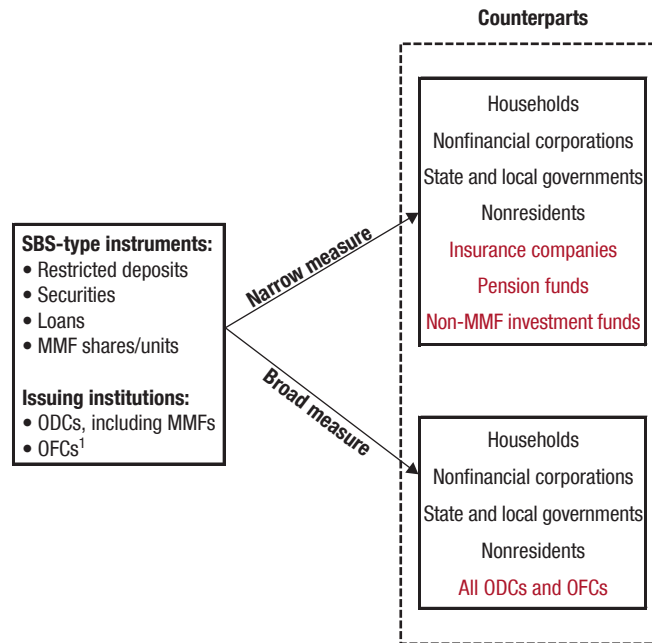 Counterparts
Households
Nonfinancial corporations
State and local governments
Nonresidents
Insurance companies
Pension funds
Non-MMF investment funds
SBS-type instruments:
• Restricted deposits
• Securities
• Loans
• MMF shares/units
Issuing institutions:
• ODCs, including MMFs
• OFCs¹
Narrow measure
Broad measure
Households
Nonfinancial corporations
State and local governments
Nonresidents
All ODCs and OFCs